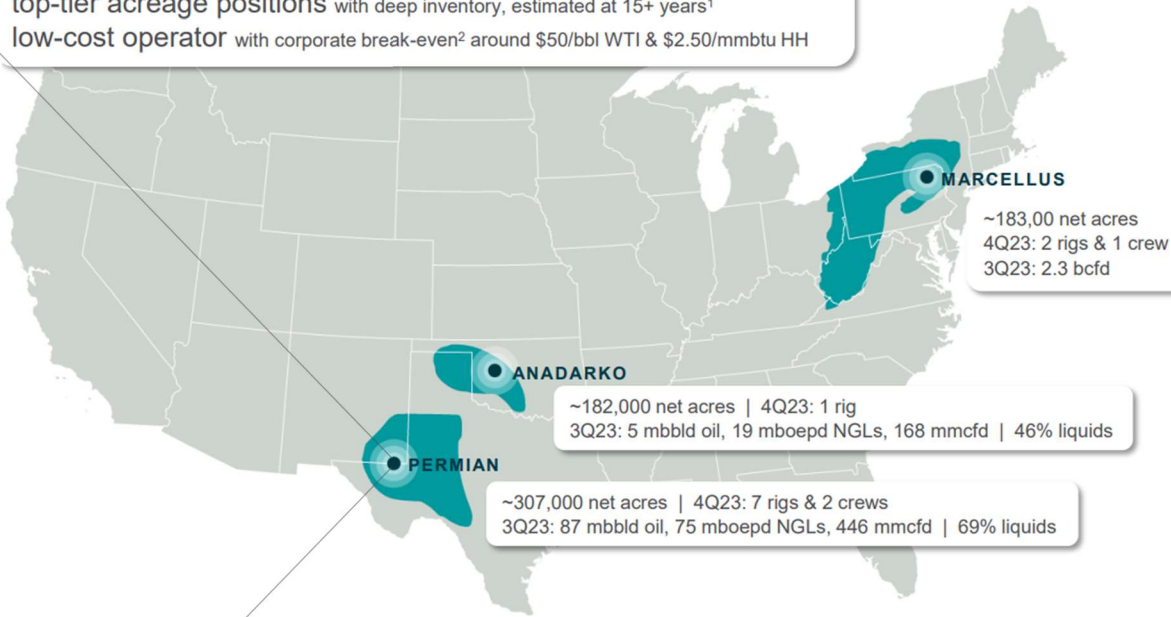 top-tier acreage positions with deep inventory, estimated at 15+ years¹
low-cost operator with corporate break-even² around $50/bbl WTI & $2.50/mmbtu HH
MARCELLUS
~183,00 net acres
4Q23: 2 rigs & 1 crew
3Q23: 2.3 bcfd
ANADARKO
~182,000 net acres | 4Q23: 1 rig
3Q23: 5 mbbld oil, 19 mboepd NGLs, 168 mmcfd | 46% liquids
PERMIAN
~307,000 net acres | 4Q23: 7 rigs & 2 crews
3Q23: 87 mbbld oil, 75 mboepd NGLs, 446 mmcfd | 69% liquids